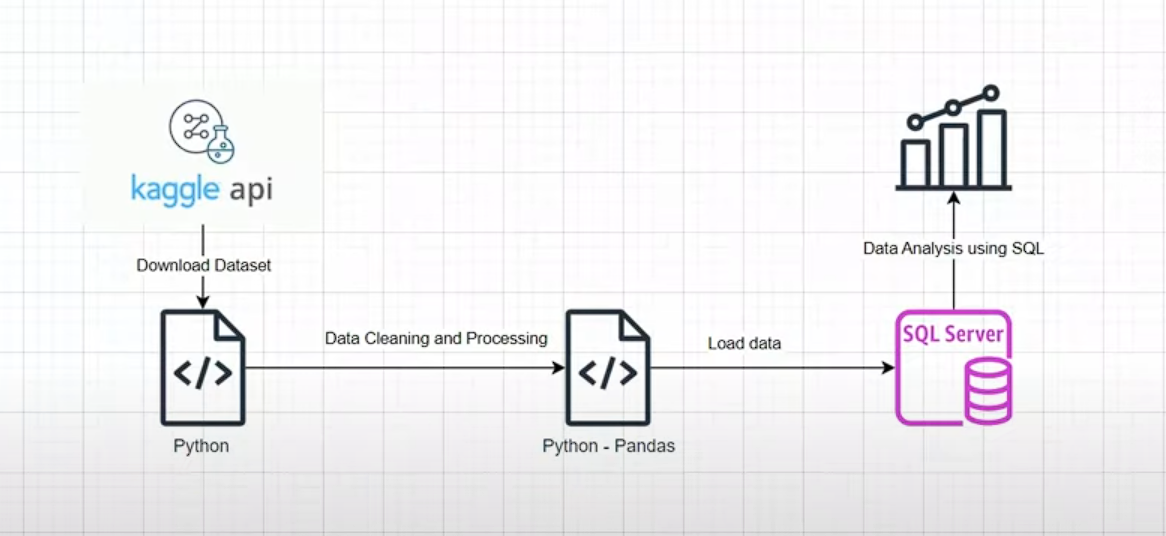 kaggle api
Download Dataset
Python
Data Cleaning and Processing
Python - Pandas
Load data
SQL Server
Data Analysis using SQL